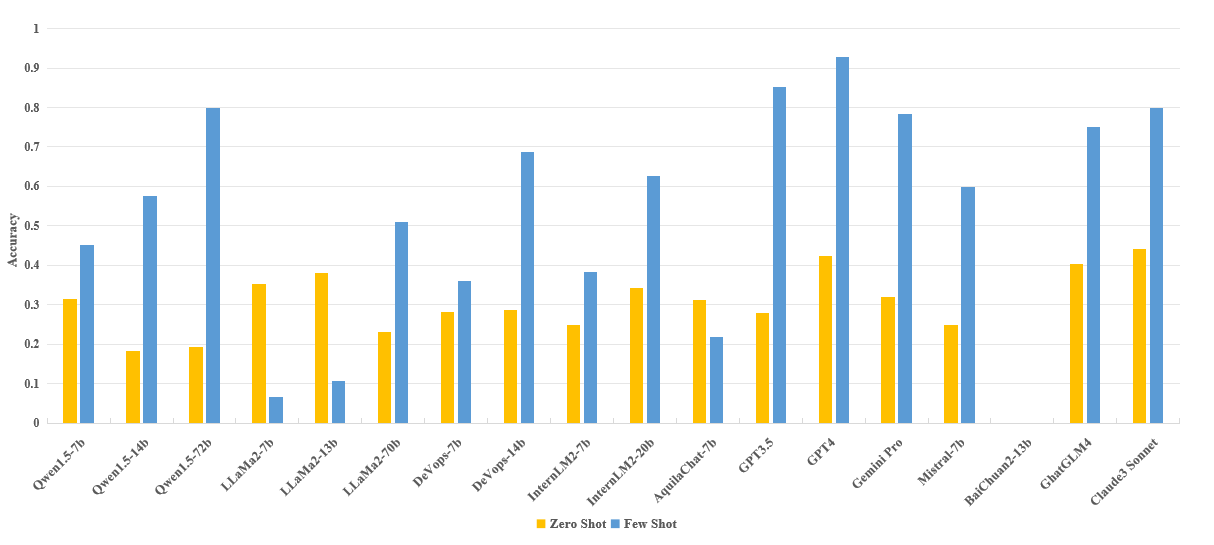 1
0.9
0.8
0.7
0.6
0.5
0.4
0.3
0.2
0.1
0
Accuracy
Qwen1.5-7b
Qwen1.5-14b
Qwen1.5-72b
LLaMa2-7b
LLaMa2-13b
LLaMa2-70b
DeVops-7b
DeVops-14b
InternLM2-7b
InternLM2-20b
AquilaChat-7b
GPT3.5
GPT4
Gemini Pro
Mistral-7b
BaiChuan2-13b
GhatGLM4
Claude3 Sonnet
Zero Shot Few Shot